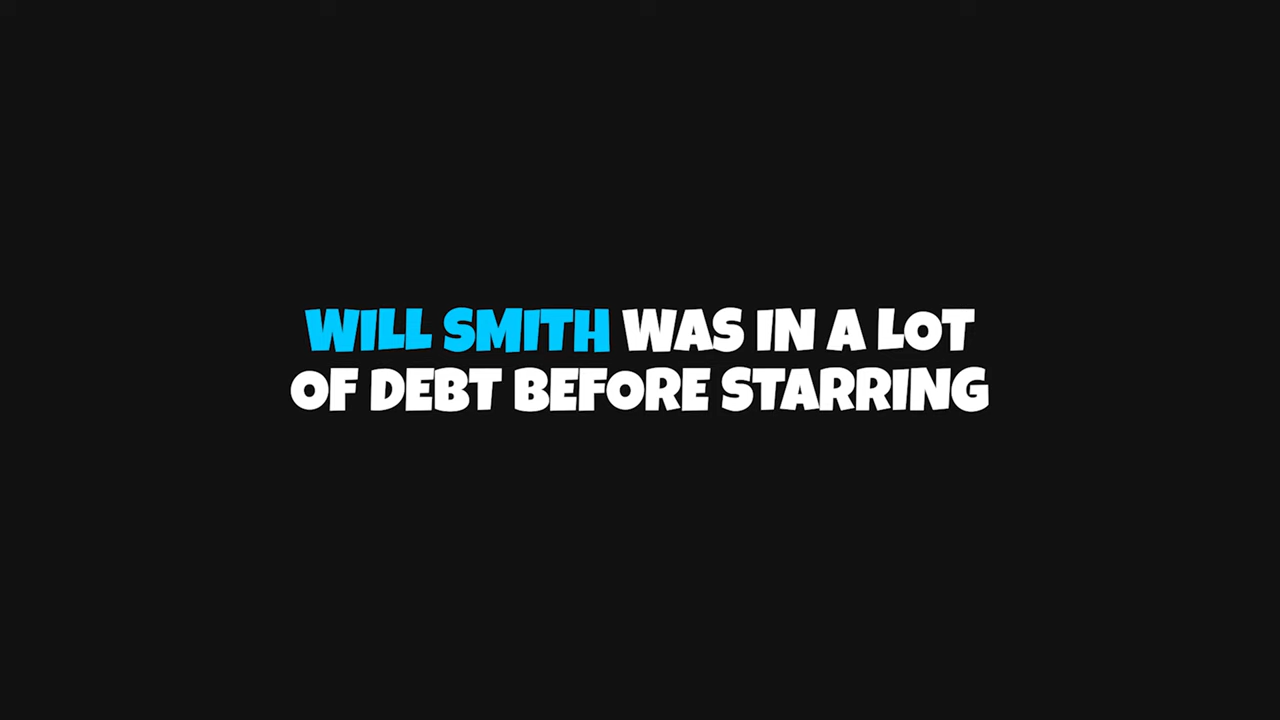 WILL SMITH WAS IN A LOT
OF DEBT BEFORE STARRING